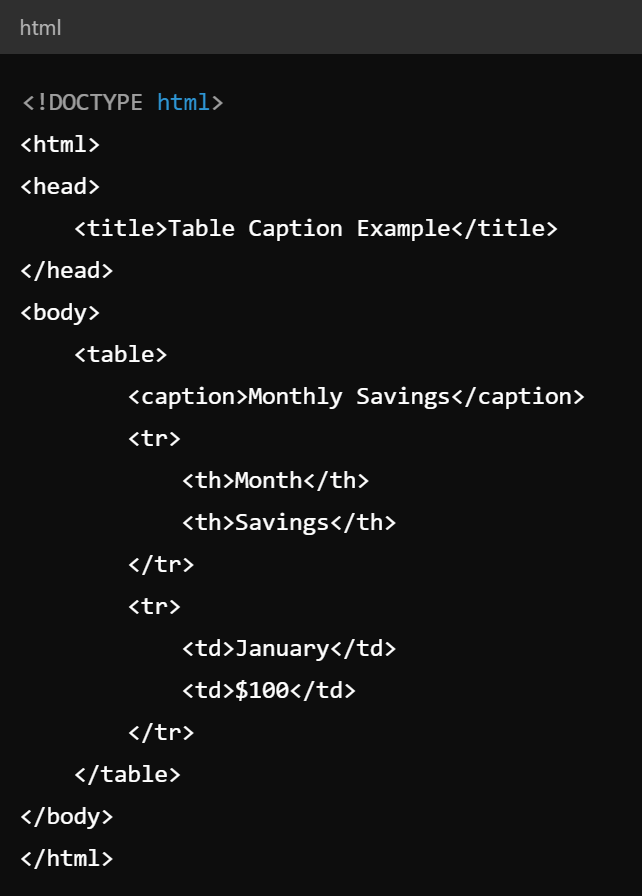 html
<!DOCTYPE html>
<html>
<head>
    <title>Table Caption Example</title>
</head>
<body>
    <table>
        <caption>Monthly Savings</caption>
        <tr>
            <th>Month</th>
            <th>Savings</th>
        </tr>
        <tr>
            <td>January</td>
            <td>$100</td>
        </tr>
    </table>
</body>
</html>